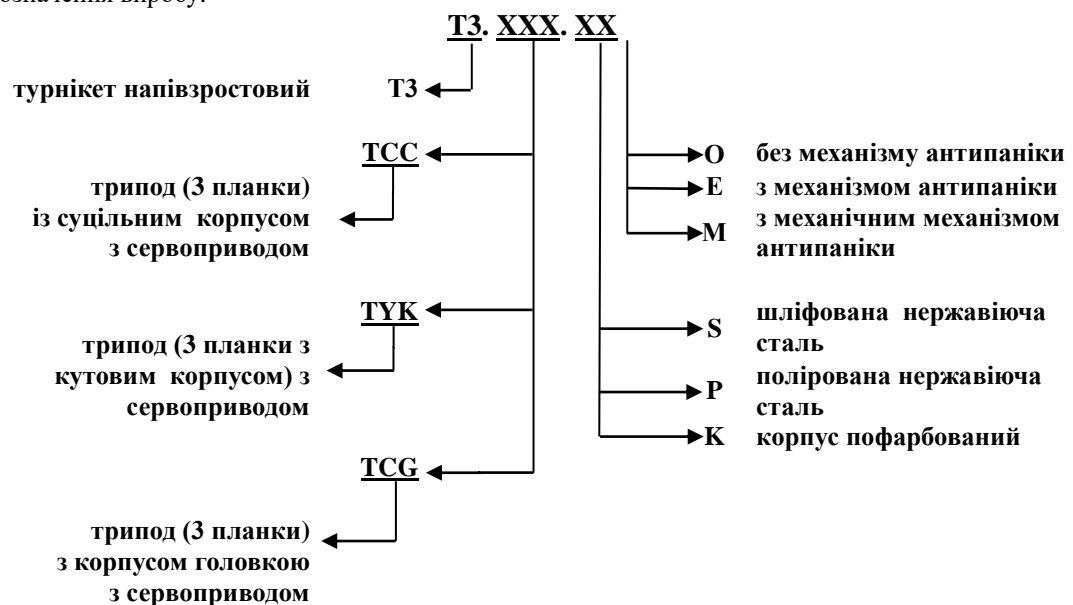 означення виробу:
Т3. ХХХ. ХХ
турнікет напівзростовий Т3
ТСС
трипод (3 планки)
із суцільним корпусом
з сервоприводом
TYK
трипод (3 планки з
кутовим корпусом) з
сервоприводом
TCG
трипод (3 планки)
з корпусом головкою
з сервоприводом
О без механізму антипаніки
Е з механізмом антипаніки
М з механічним механізмом
антипаніки
S шліфована нержавіюча
сталь
P полірована нержавіюча
сталь
K корпус пофарбований